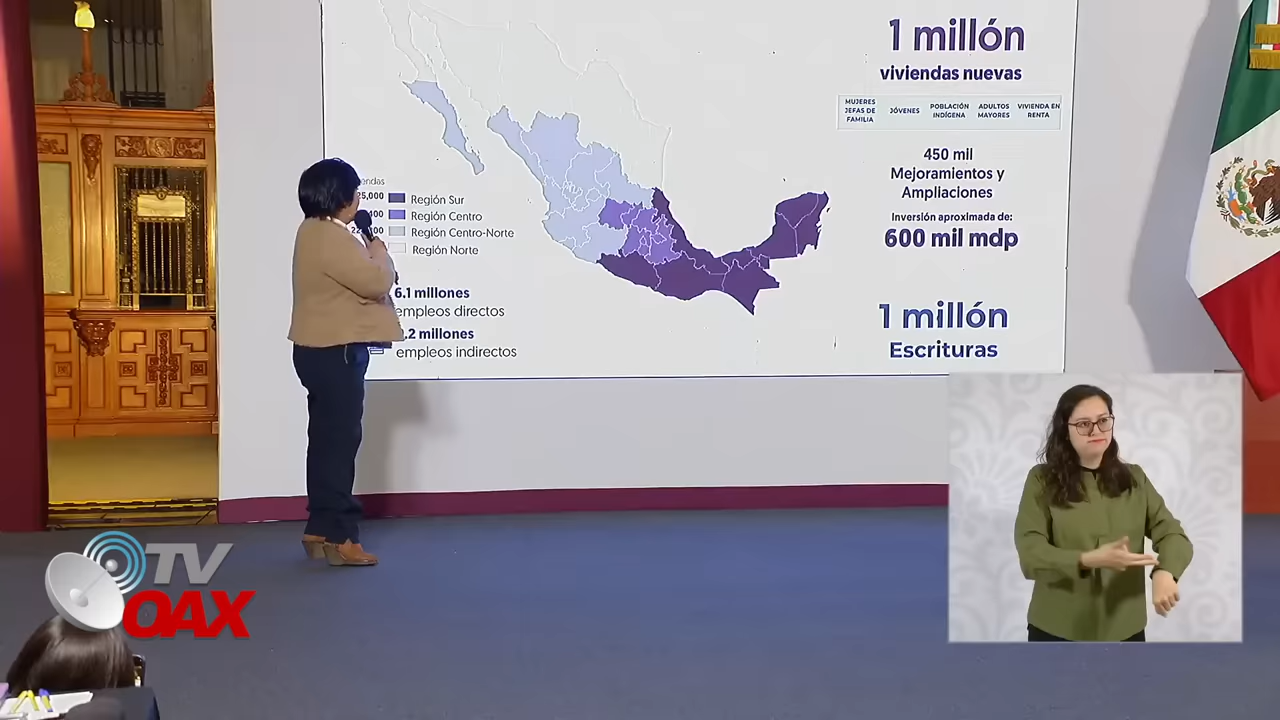 1 millón
viviendas nuevas
MUJERES JEFAS DE FAMILIA
JÓVENES
POBLACIÓN INDÍGENA
ADULTOS MAYORES
VIVIENDA EN RENTA
450 mil
Mejoramientos y
Ampliaciones
Inversión aproximada de:
600 mil mdp
1 millón
Escrituras
Región Sur
Región Centro
Región Centro-Norte
Región Norte
6.1 millones
empleos directos
.2 millones
empleos indirectos
TV
OAX